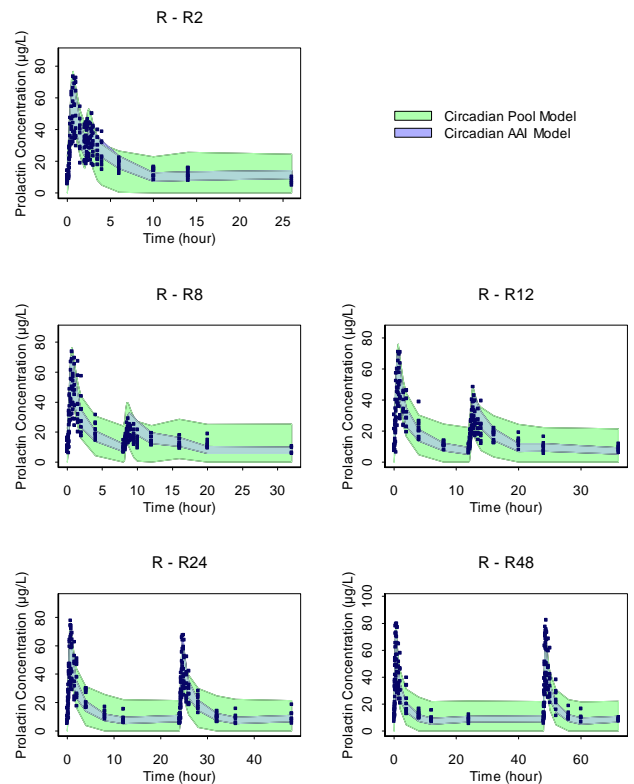 R - R2
Prolactin Concentration (µg/L)
0 20 40 60 80
0 5 10 15 20 25
Time (hour)
Circadian Pool Model
Circadian AAI Model
R - R8
Prolactin Concentration (µg/L)
0 20 40 60 80
0 5 10 15 20 25 30
Time (hour)
R - R12
Prolactin Concentration (µg/L)
0 20 40 60 80
0 10 20 30
Time (hour)
R - R24
Prolactin Concentration (µg/L)
0 20 40 60 80
0 10 20 30 40
Time (hour)
R - R48
Prolactin Concentration (µg/L)
0 20 40 60 80 100
0 20 40 60
Time (hour)